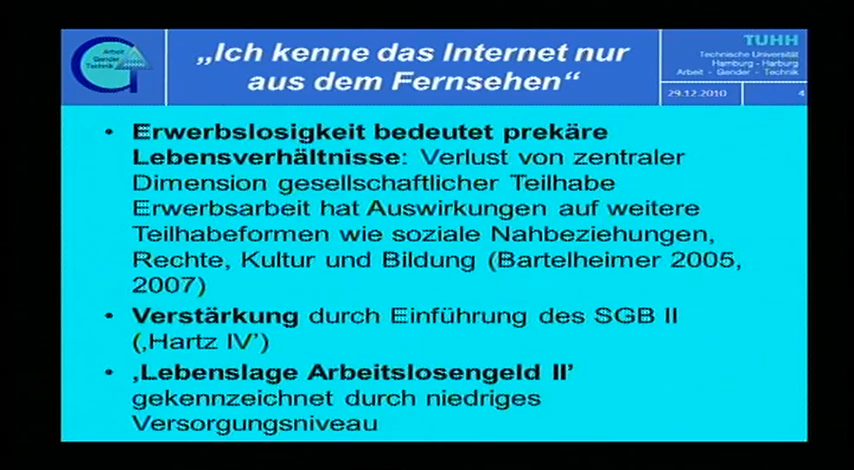 Arbeit
Gender
Technik
„Ich kenne das Internet nur
aus dem Fernsehen“
TUHH
Technische Universität
Hamburg - Harburg
Arbeit - Gender - Technik
29.12.2010
4
• Erwerbslosigkeit bedeutet prekäre
Lebensverhältnisse: Verlust von zentraler
Dimension gesellschaftlicher Teilhabe
Erwerbsarbeit hat Auswirkungen auf weitere
Teilhabeformen wie soziale Nahbeziehungen,
Rechte, Kultur und Bildung (Bartelheimer 2005,
2007)
• Verstärkung durch Einführung des SGB II
(‚Hartz IV’)
• ‚Lebenslage Arbeitslosengeld II’
gekennzeichnet durch niedriges
Versorgungsniveau